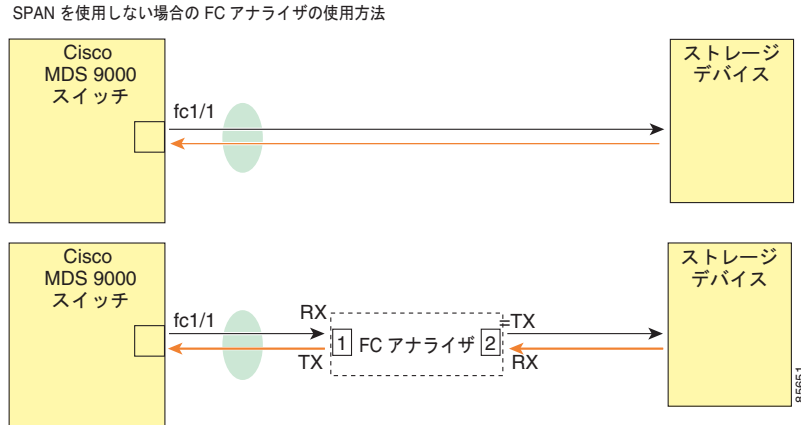 SPAN を使用しない場合の FC アナライザの使用方法
Cisco
MDS 9000
スイッチ
fc1/1
ストレージ
デバイス
Cisco
MDS 9000
スイッチ
fc1/1
RX
TX
1 FC アナライザ 2
=TX
RX
ストレージ
デバイス
85651